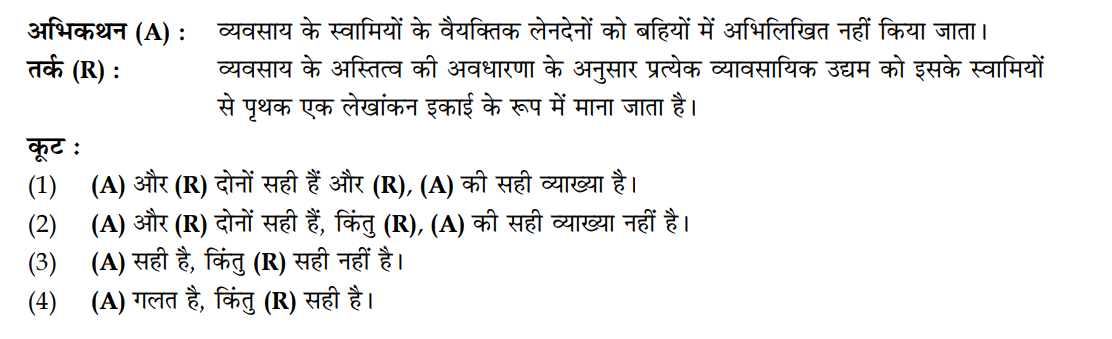 अभिकथन (A) : व्यवसाय के स्वामियों के वैयक्तिक लेनदेनों को बहियों में अभिलिखित नहीं किया जाता।
तर्क (R) : व्यवसाय के अस्तित्व की अवधारणा के अनुसार प्रत्येक व्यावसायिक उद्यम को इसके स्वामियों
से पृथक एक लेखांकन इकाई के रूप में माना जाता है।
कूट :
(1) (A) और (R) दोनों सही हैं और (R), (A) की सही व्याख्या है।
(2) (A) और (R) दोनों सही हैं, किंतु (R), (A) की सही व्याख्या नहीं है।
(3) (A) सही है, किंतु (R) सही नहीं है।
(4) (A) गलत है, किंतु (R) सही है।